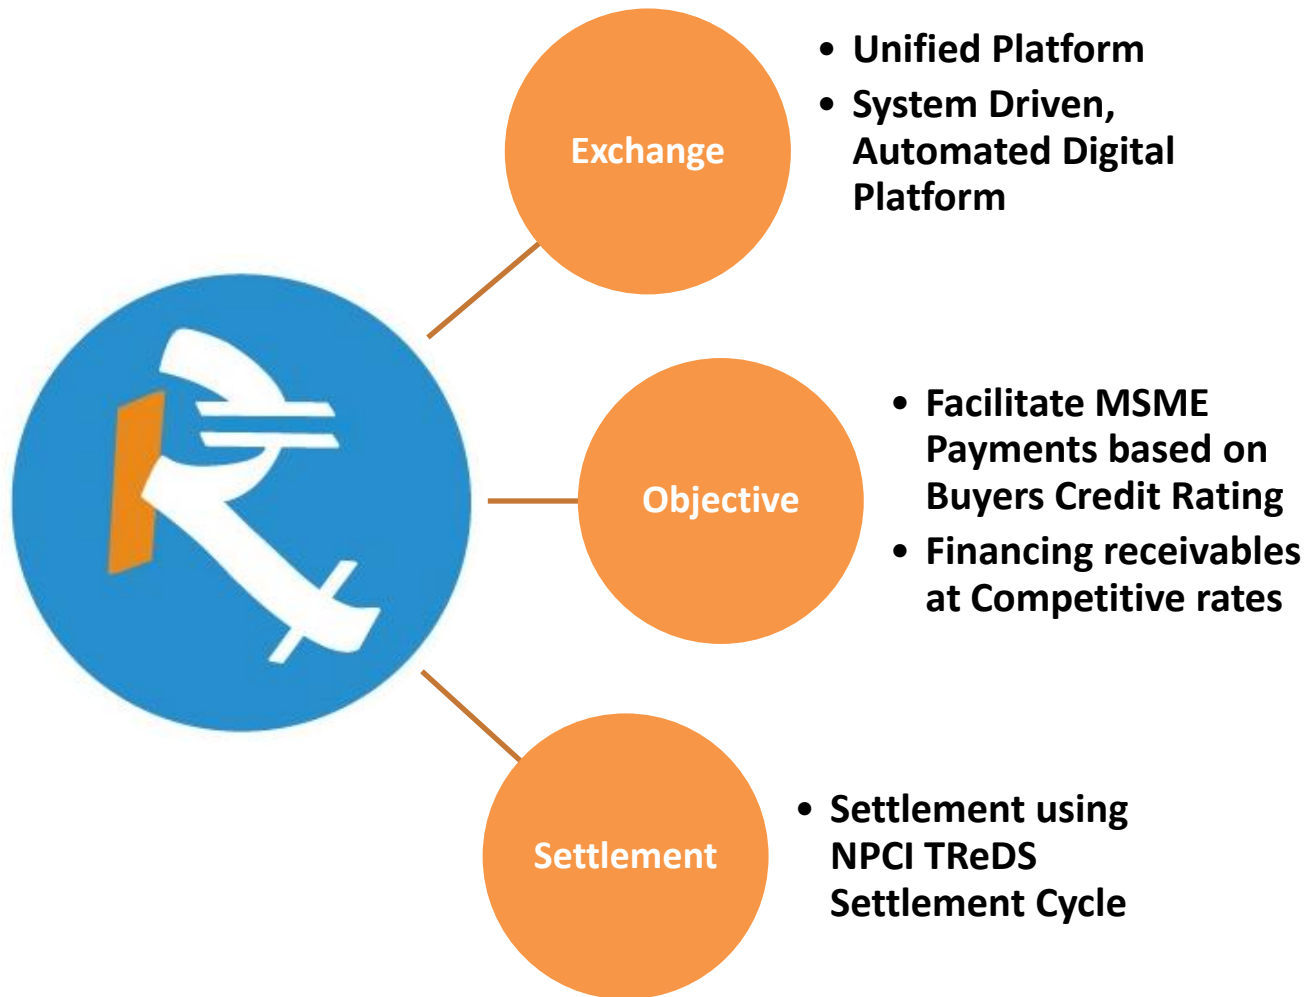 Exchange
• Unified Platform
• System Driven,
Automated Digital
Platform
Objective
• Facilitate MSME
Payments based on
Buyers Credit Rating
• Financing receivables
at Competitive rates
Settlement
• Settlement using
NPCI TReDS
Settlement Cycle